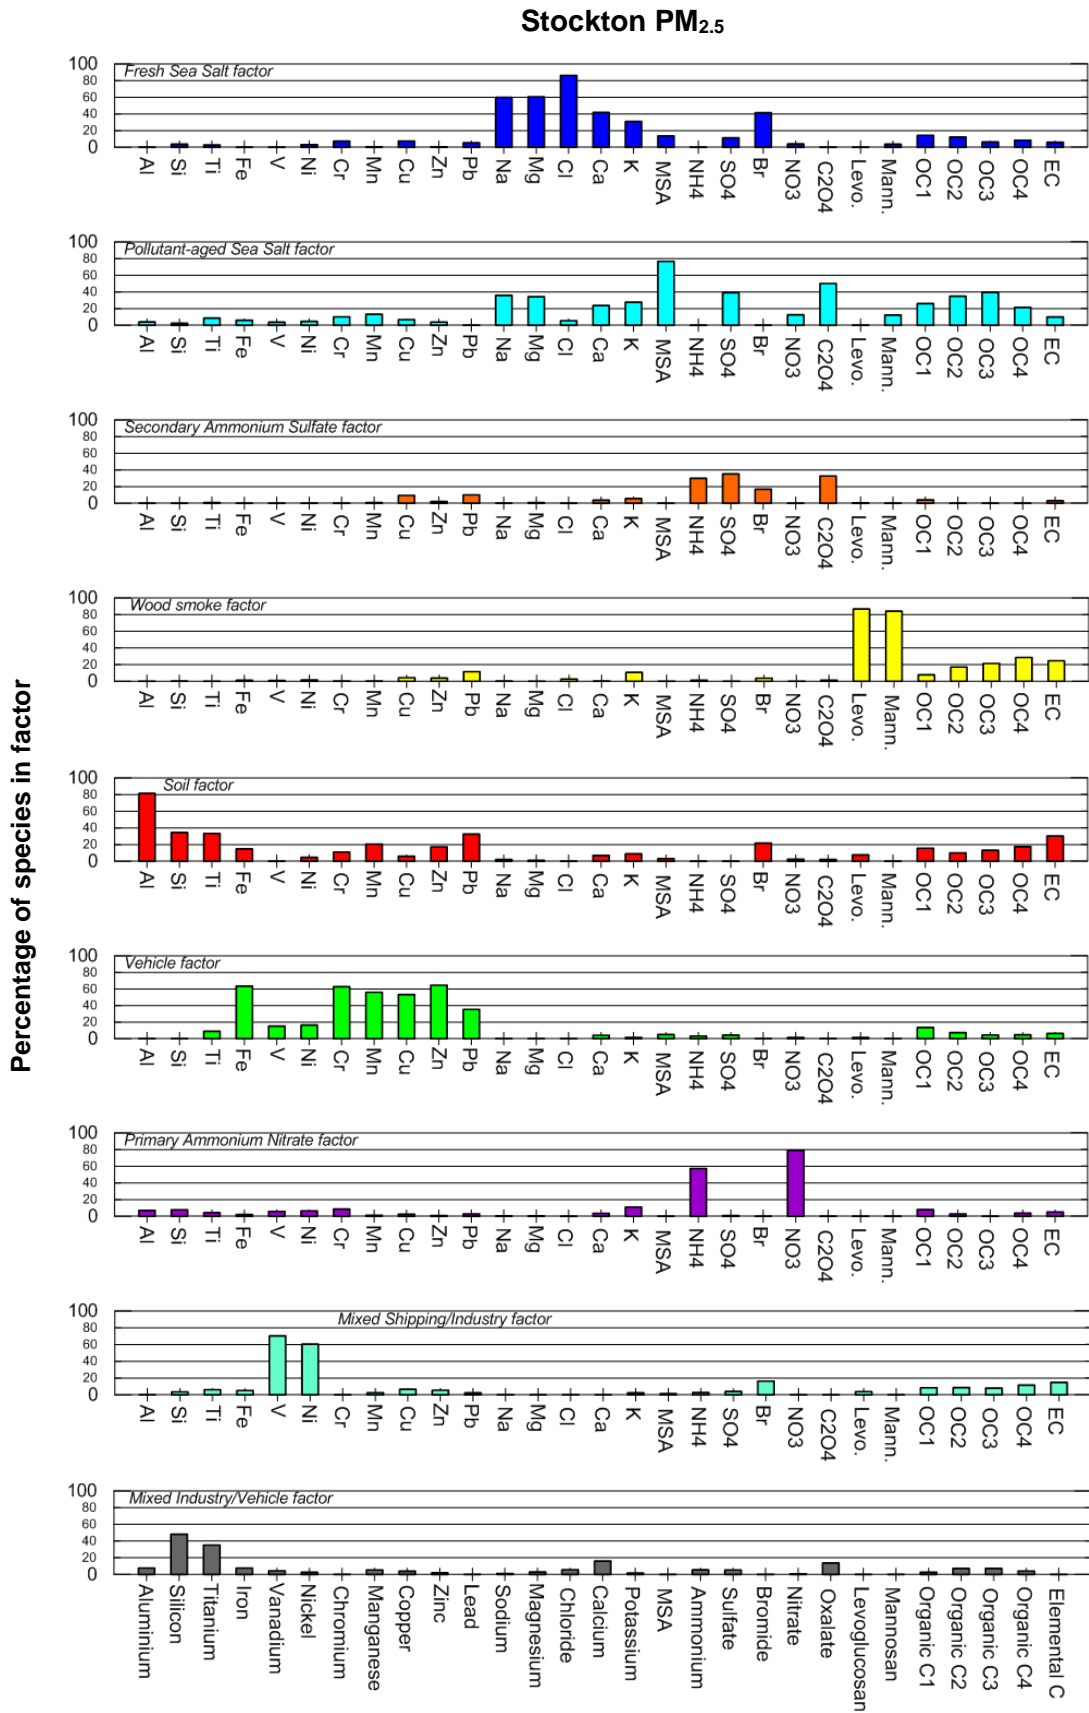 Stockton PM2.5
Percentage of species in factor
100
80
60
40
20
0
Fresh Sea Salt factor
Al Si Ti Fe V Ni Cr Mn Cu Zn Pb Na Mg Cl Ca K MSA NH4 SO4 Br NO3 C2O4 Levo. Mann. OC1 OC2 OC3 OC4 EC
100
80
60
40
20
0
Pollutant-aged Sea Salt factor
Al Si Ti Fe V Ni Cr Mn Cu Zn Pb Na Mg Cl Ca K MSA NH4 SO4 Br NO3 C2O4 Levo. Mann. OC1 OC2 OC3 OC4 EC
100
80
60
40
20
0
Secondary Ammonium Sulfate factor
Al Si Ti Fe V Ni Cr Mn Cu Zn Pb Na Mg Cl Ca K MSA NH4 SO4 Br NO3 C2O4 Levo. Mann. OC1 OC2 OC3 OC4 EC
100
80
60
40
20
0
Wood smoke factor
Al Si Ti Fe V Ni Cr Mn Cu Zn Pb Na Mg Cl Ca K MSA NH4 SO4 Br NO3 C2O4 Levo. Mann. OC1 OC2 OC3 OC4 EC
100
80
60
40
20
0
Soil factor
Al Si Ti Fe V Ni Cr Mn Cu Zn Pb Na Mg Cl Ca K MSA NH4 SO4 Br NO3 C2O4 Levo. Mann. OC1 OC2 OC3 OC4 EC
100
80
60
40
20
0
Vehicle factor
Al Si Ti Fe V Ni Cr Mn Cu Zn Pb Na Mg Cl Ca K MSA NH4 SO4 Br NO3 C2O4 Levo. Mann. OC1 OC2 OC3 OC4 EC
100
80
60
40
20
0
Primary Ammonium Nitrate factor
Al Si Ti Fe V Ni Cr Mn Cu Zn Pb Na Mg Cl Ca K MSA NH4 SO4 Br NO3 C2O4 Levo. Mann. OC1 OC2 OC3 OC4 EC
100
80
60
40
20
0
Mixed Shipping/Industry factor
Al Si Ti Fe V Ni Cr Mn Cu Zn Pb Na Mg Cl Ca K MSA NH4 SO4 Br NO3 C2O4 Levo. Mann. OC1 OC2 OC3 OC4 EC
100
80
60
40
20
0
Mixed Industry/Vehicle factor
Aluminium Silicon Titanium Iron Vanadium Nickel Chromium Manganese Copper Zinc Lead Sodium Magnesium Chloride Calcium Potassium MSA Ammonium Sulfate Bromide Nitrate Oxalate Levoglucosan Mannosan Organic C1 Organic C2 Organic C3 Organic C4 Elemental C